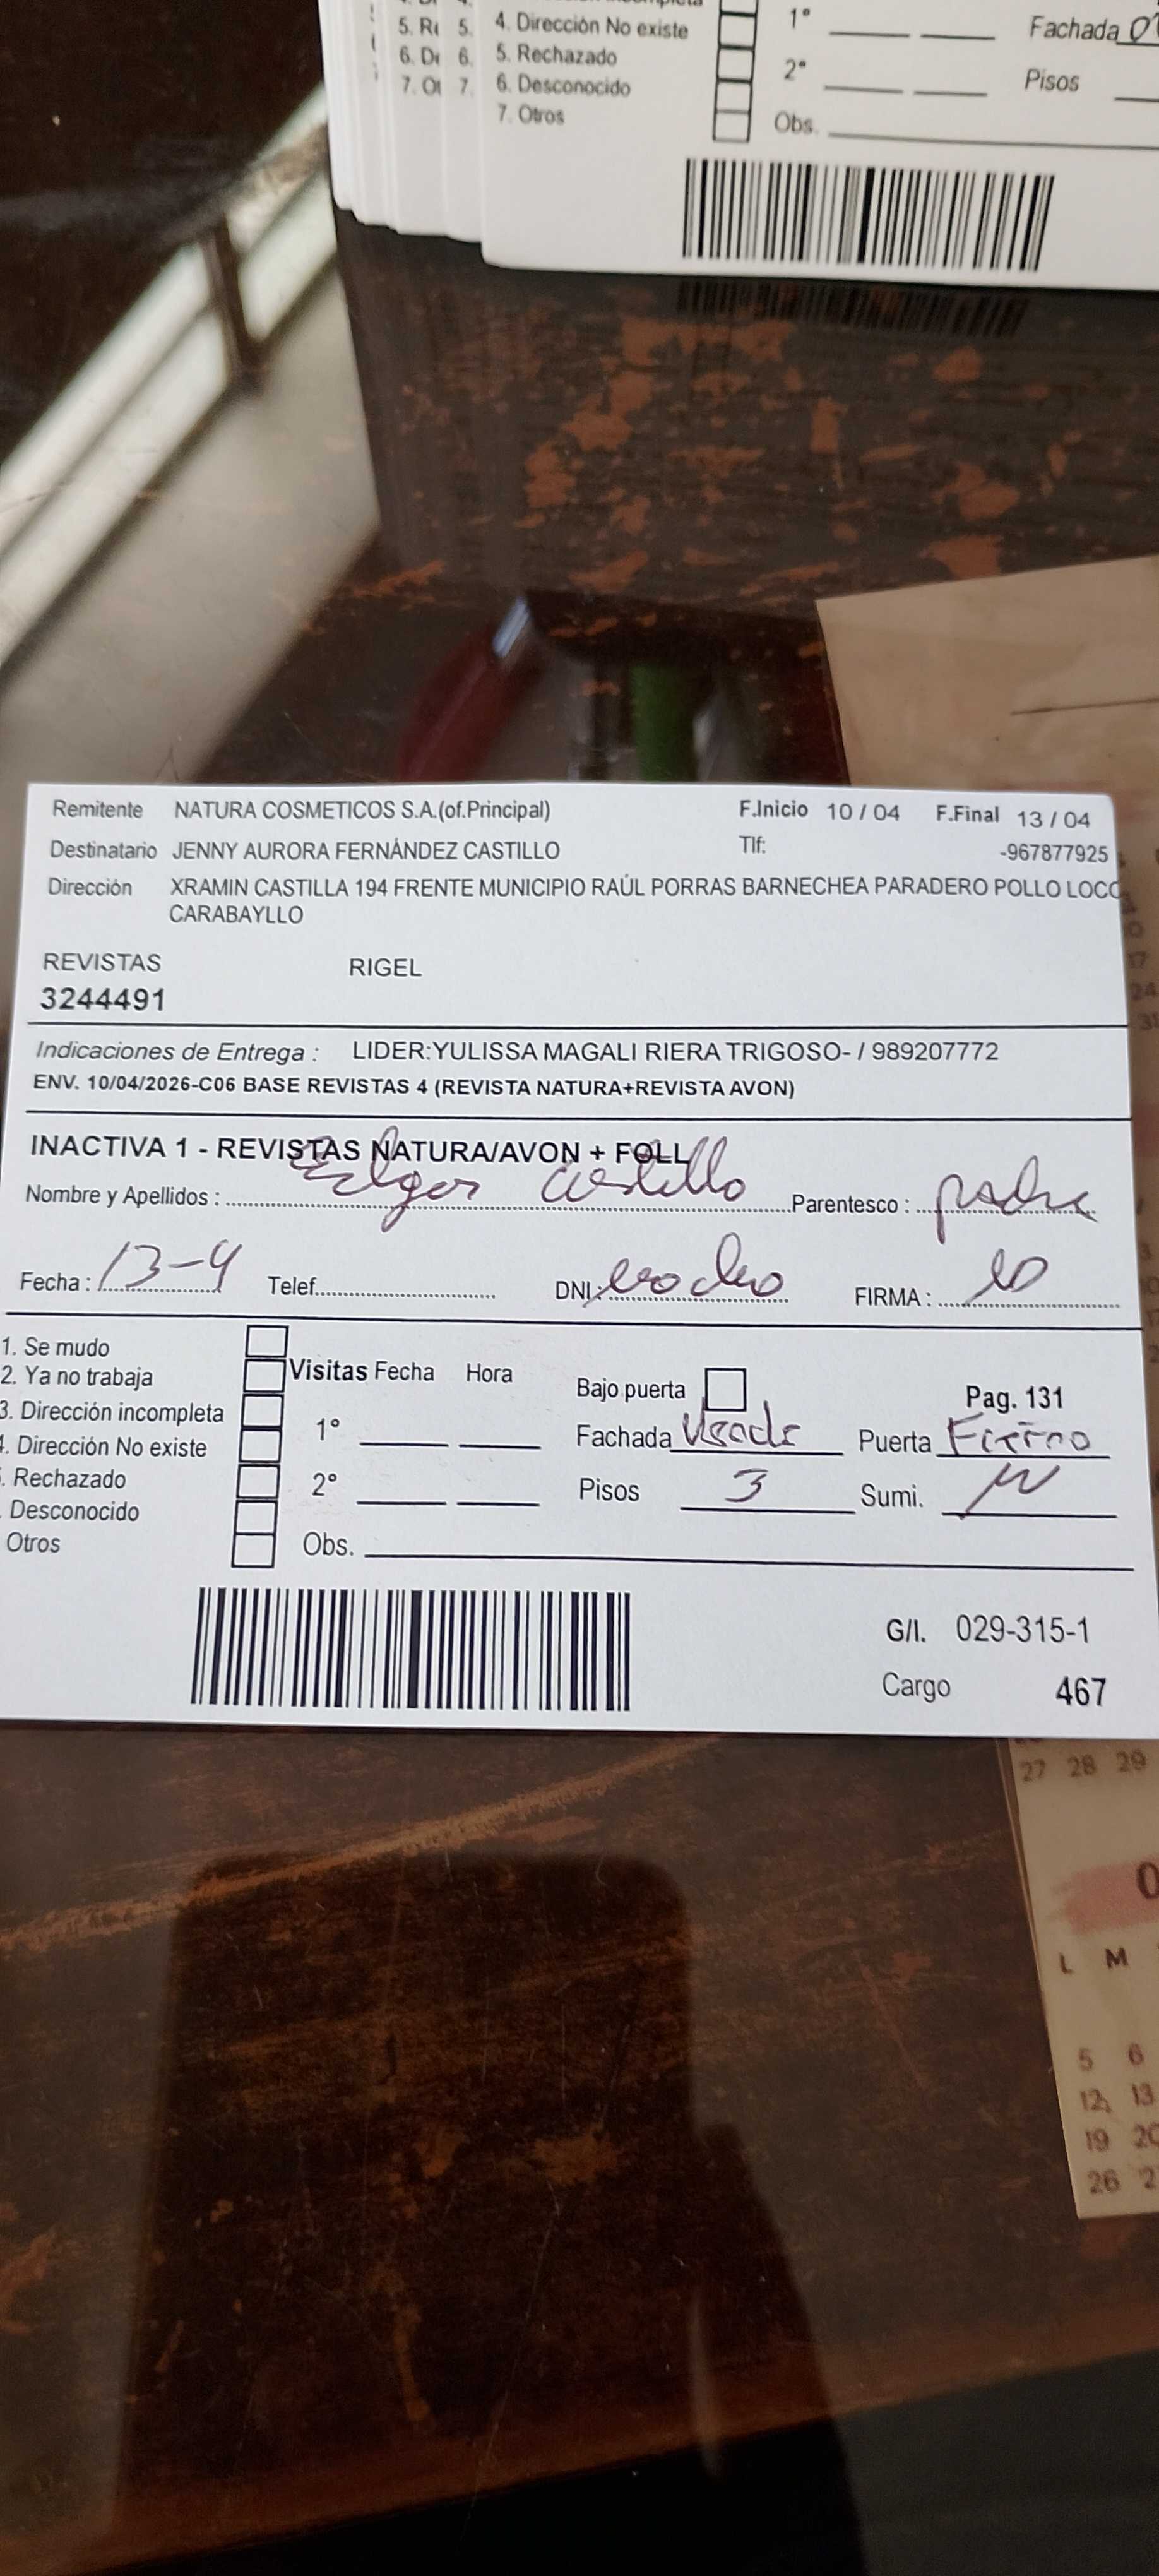 5. R 5. 4. Dirección No existe
6. D 6. 5. Rechazado
7. Ot 7. 6. Desconocido
7. Otros
1°
2°
Obs.
Fachada
Pisos
Remitente NATURA COSMETICOS S.A.(of.Principal) F.Inicio 10 / 04 F.Final 13 / 04
Destinatario JENNY AURORA FERNÁNDEZ CASTILLO Tlf: -967877925
Dirección XRAMIN CASTILLA 194 FRENTE MUNICIPIO RAÚL PORRAS BARNECHEA PARADERO POLLO LOCO
CARABAYLLO
REVISTAS RIGEL
3244491
Indicaciones de Entrega : LIDER:YULISSA MAGALI RIERA TRIGOSO- / 989207772
ENV. 10/04/2026-C06 BASE REVISTAS 4 (REVISTA NATURA+REVISTA AVON)
INACTIVA 1 - REVISTAS NATURA/AVON + FOLL
Nombre y Apellidos : Castillo Parentesco : padre
Fecha : 13-4 Telef. DNI: FIRMA :
1. Se mudo
2. Ya no trabaja
3. Dirección incompleta
. Dirección No existe
. Rechazado
. Desconocido
Otros
Visitas Fecha Hora
1°
2°
Obs.
Bajo puerta Pag. 131
Fachada Puerta Fierro
Pisos 3 Sumi.
G/I. 029-315-1
Cargo 467
27 28 29
0
L M
5 6
12 13
19 20
26 2